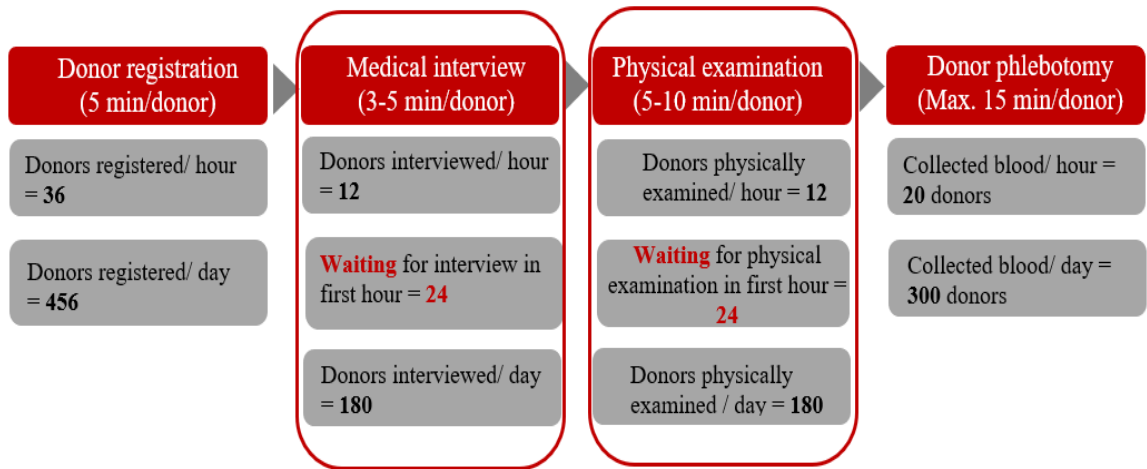 Donor registration
(5 min/donor)
Donors registered/ hour
= 36
Donors registered/ day
= 456
Medical interview
(3-5 min/donor)
Donors interviewed/ hour
= 12
Waiting for interview in
first hour = 24
Donors interviewed/ day
= 180
Physical examination
(5-10 min/donor)
Donors physically
examined/ hour = 12
Waiting for physical
examination in first hour =
24
Donors physically
examined / day = 180
Donor phlebotomy
(Max. 15 min/donor)
Collected blood/ hour =
20 donors
Collected blood/ day =
300 donors